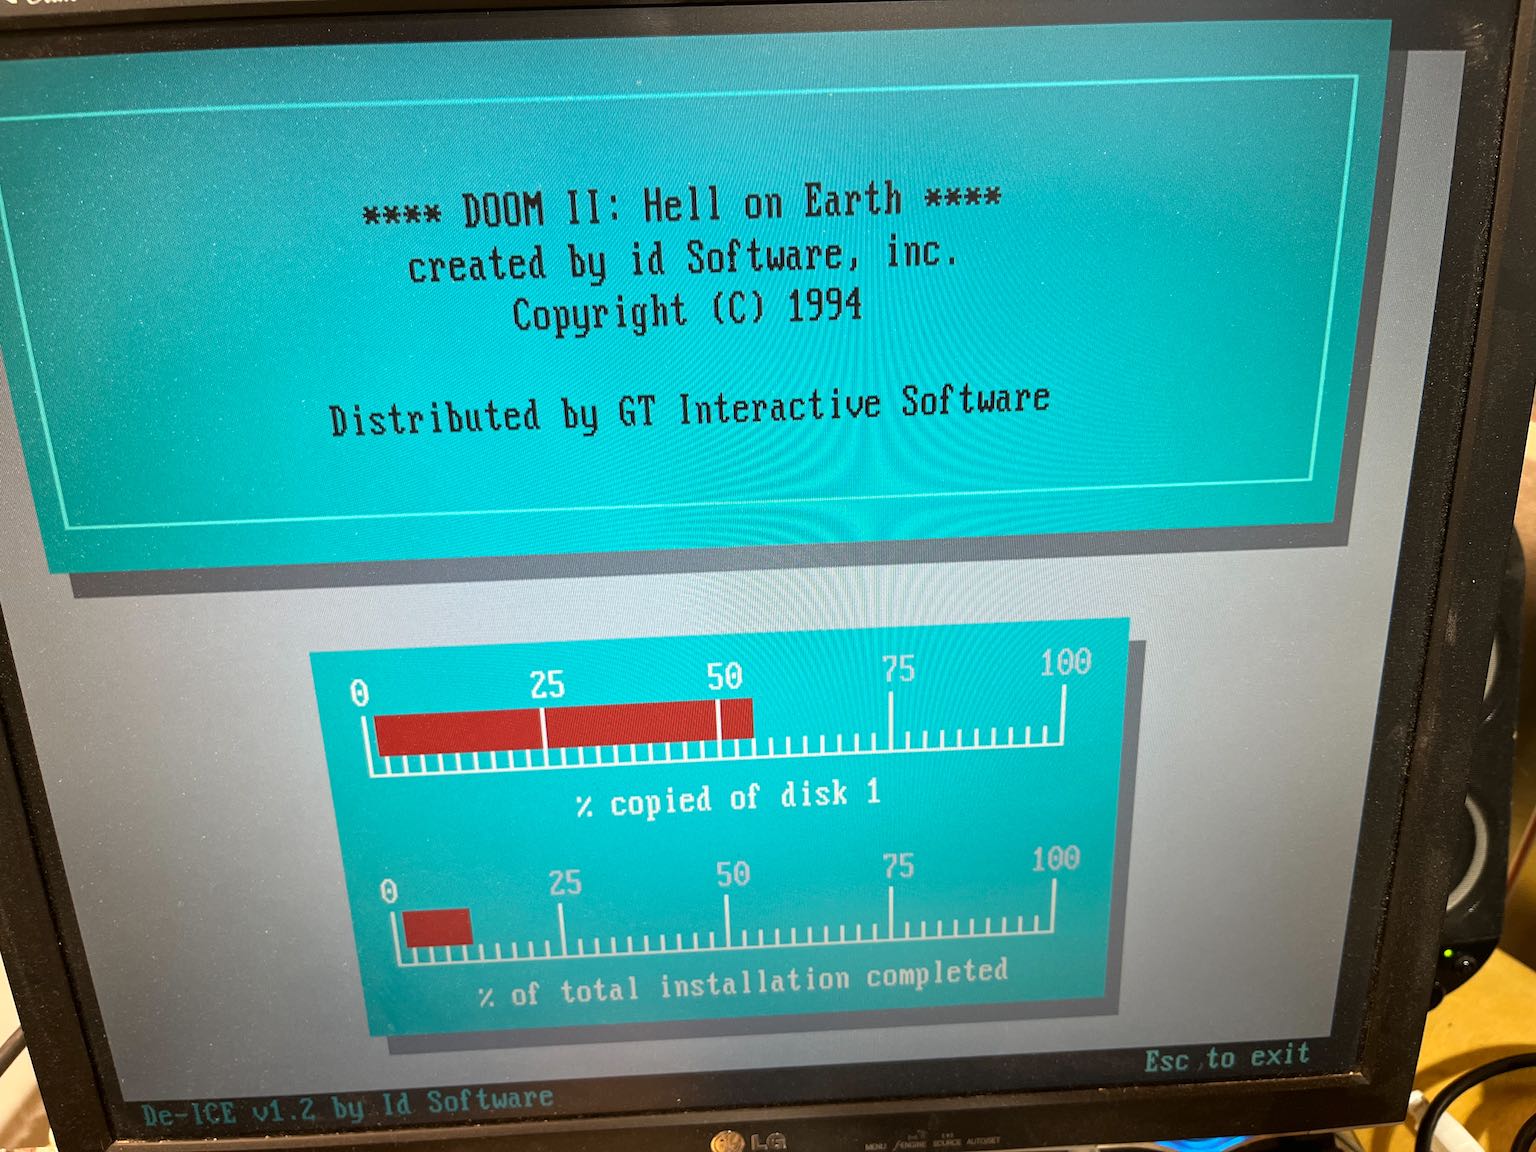 **** DOOM II: Hell on Earth ****
created by id Software, inc.
Copyright (C) 1994
Distributed by GT Interactive Software
0 25 50 75 100
% copied of disk 1
0 25 50 75 100
% of total installation completed
Esc to exit
De-ICE v1.2 by Id Software
LG
MENU /ENGINE SOURCE AUTO/SET